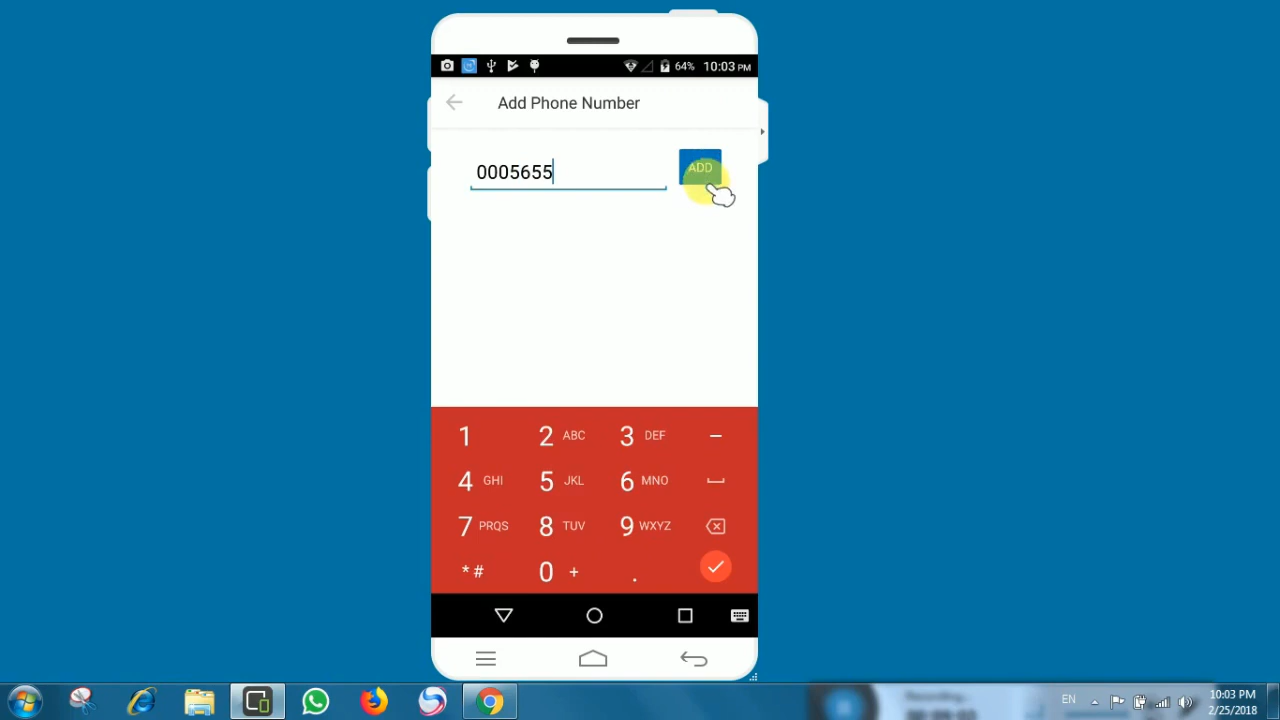 64% 10:03 PM
Add Phone Number
0005655
ADD
1 2 ABC 3 DEF –
4 GHI 5 JKL 6 MNO
7 PRQS 8 TUV 9 WXYZ
* # 0 + .
Recording...
EN
10:03 PM
2/25/2018